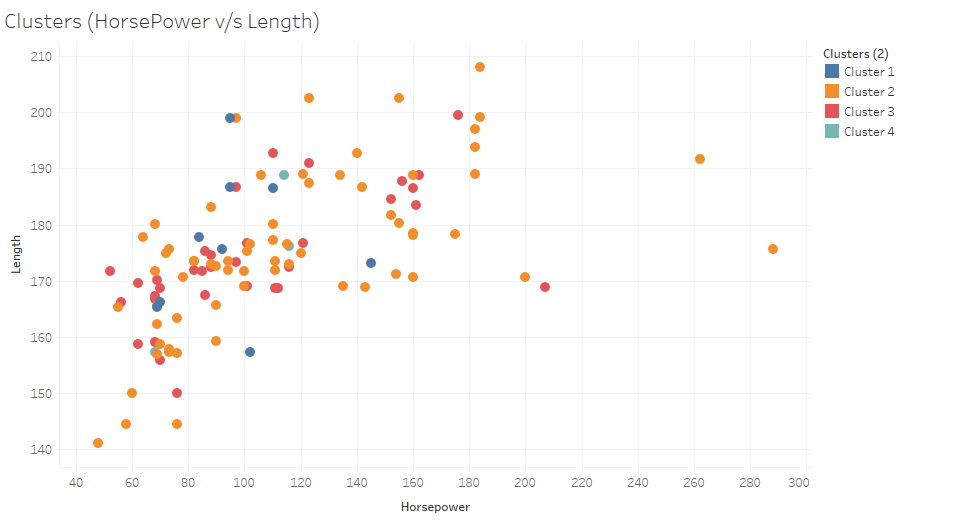 Clusters (HorsePower v/s Length)
Clusters (2)
Cluster 1
Cluster 2
Cluster 3
Cluster 4
Length
210
200
190
180
170
160
150
140
40 60 80 100 120 140 160 180 200 220 240 260 280 300
Horsepower